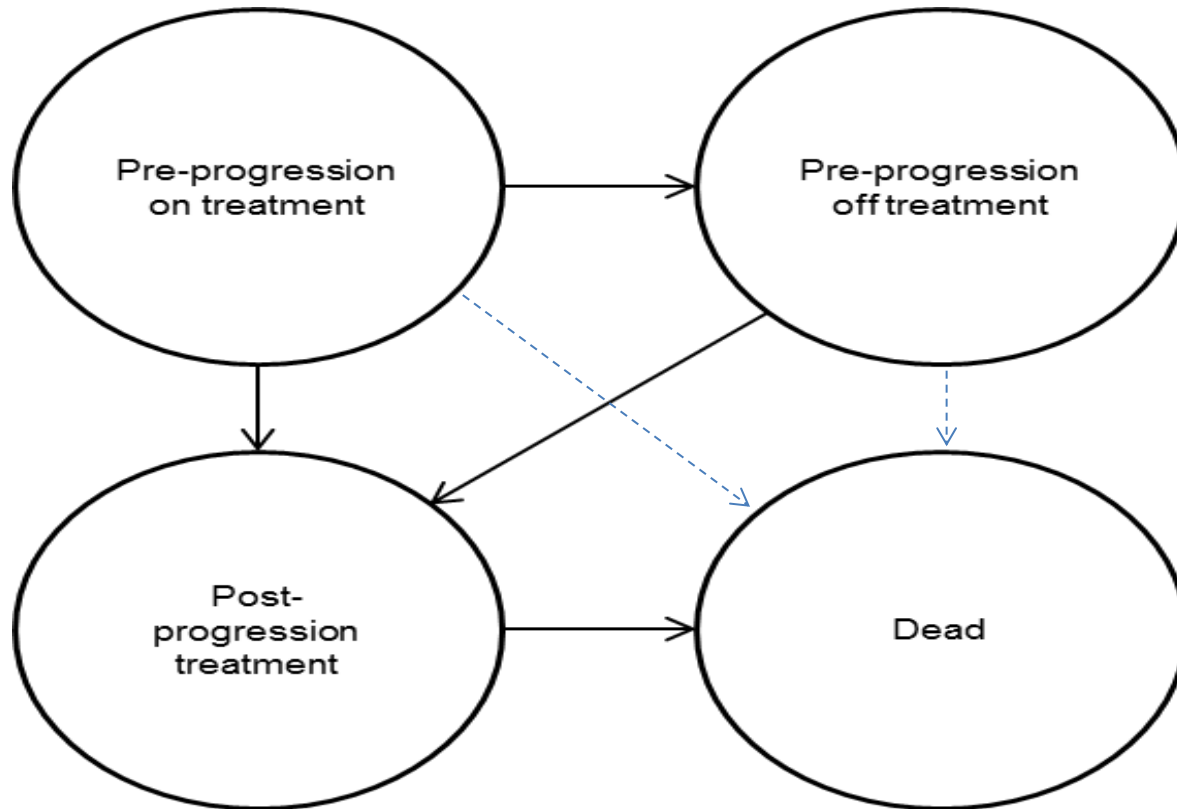 Pre-progression
on treatment
Pre-progression
off treatment
Post-
progression
treatment
Dead